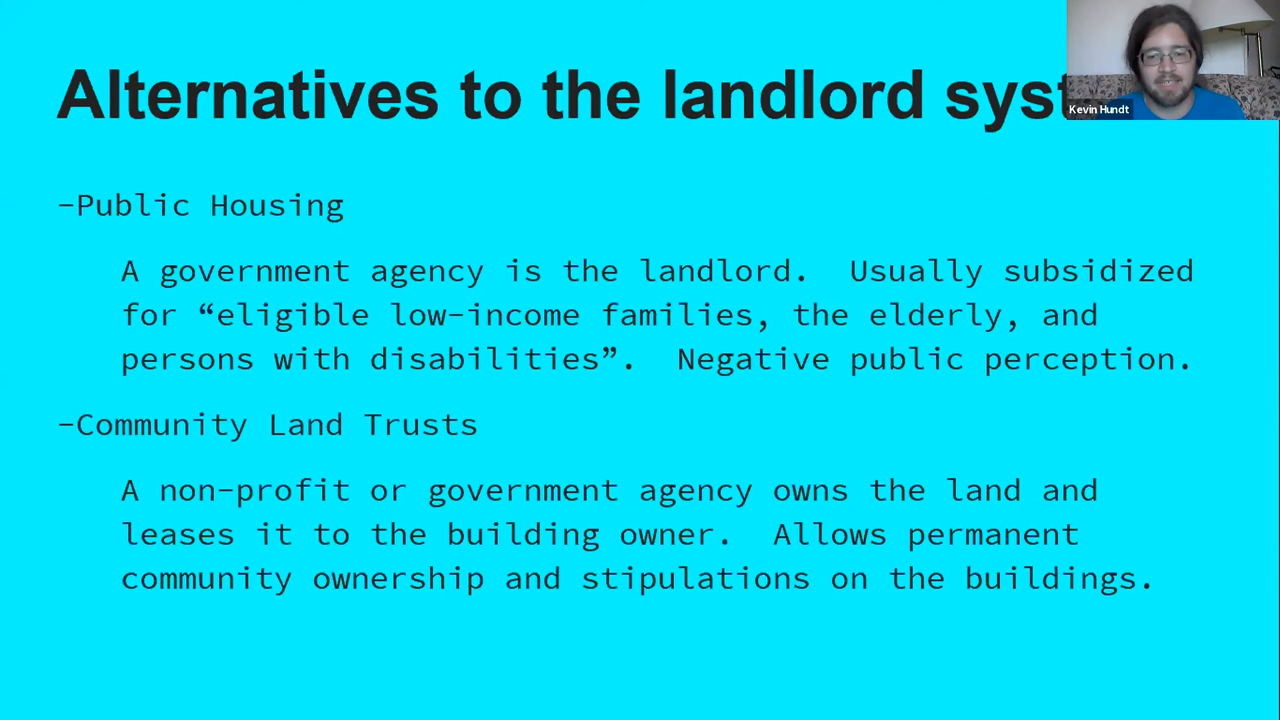 Alternatives to the landlord syst
Kevin Hundt
-Public Housing
A government agency is the landlord.  Usually subsidized
for “eligible low-income families, the elderly, and
persons with disabilities”.  Negative public perception.
-Community Land Trusts
A non-profit or government agency owns the land and
leases it to the building owner.  Allows permanent
community ownership and stipulations on the buildings.